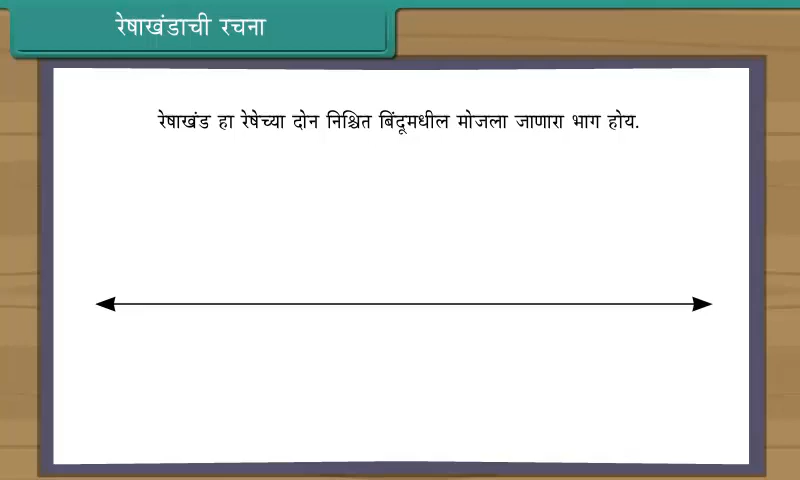 रेषाखंडाची रचना
रेषाखंड हा रेषेच्या दोन निश्चित बिंदूमधील मोजला जाणारा भाग होय.